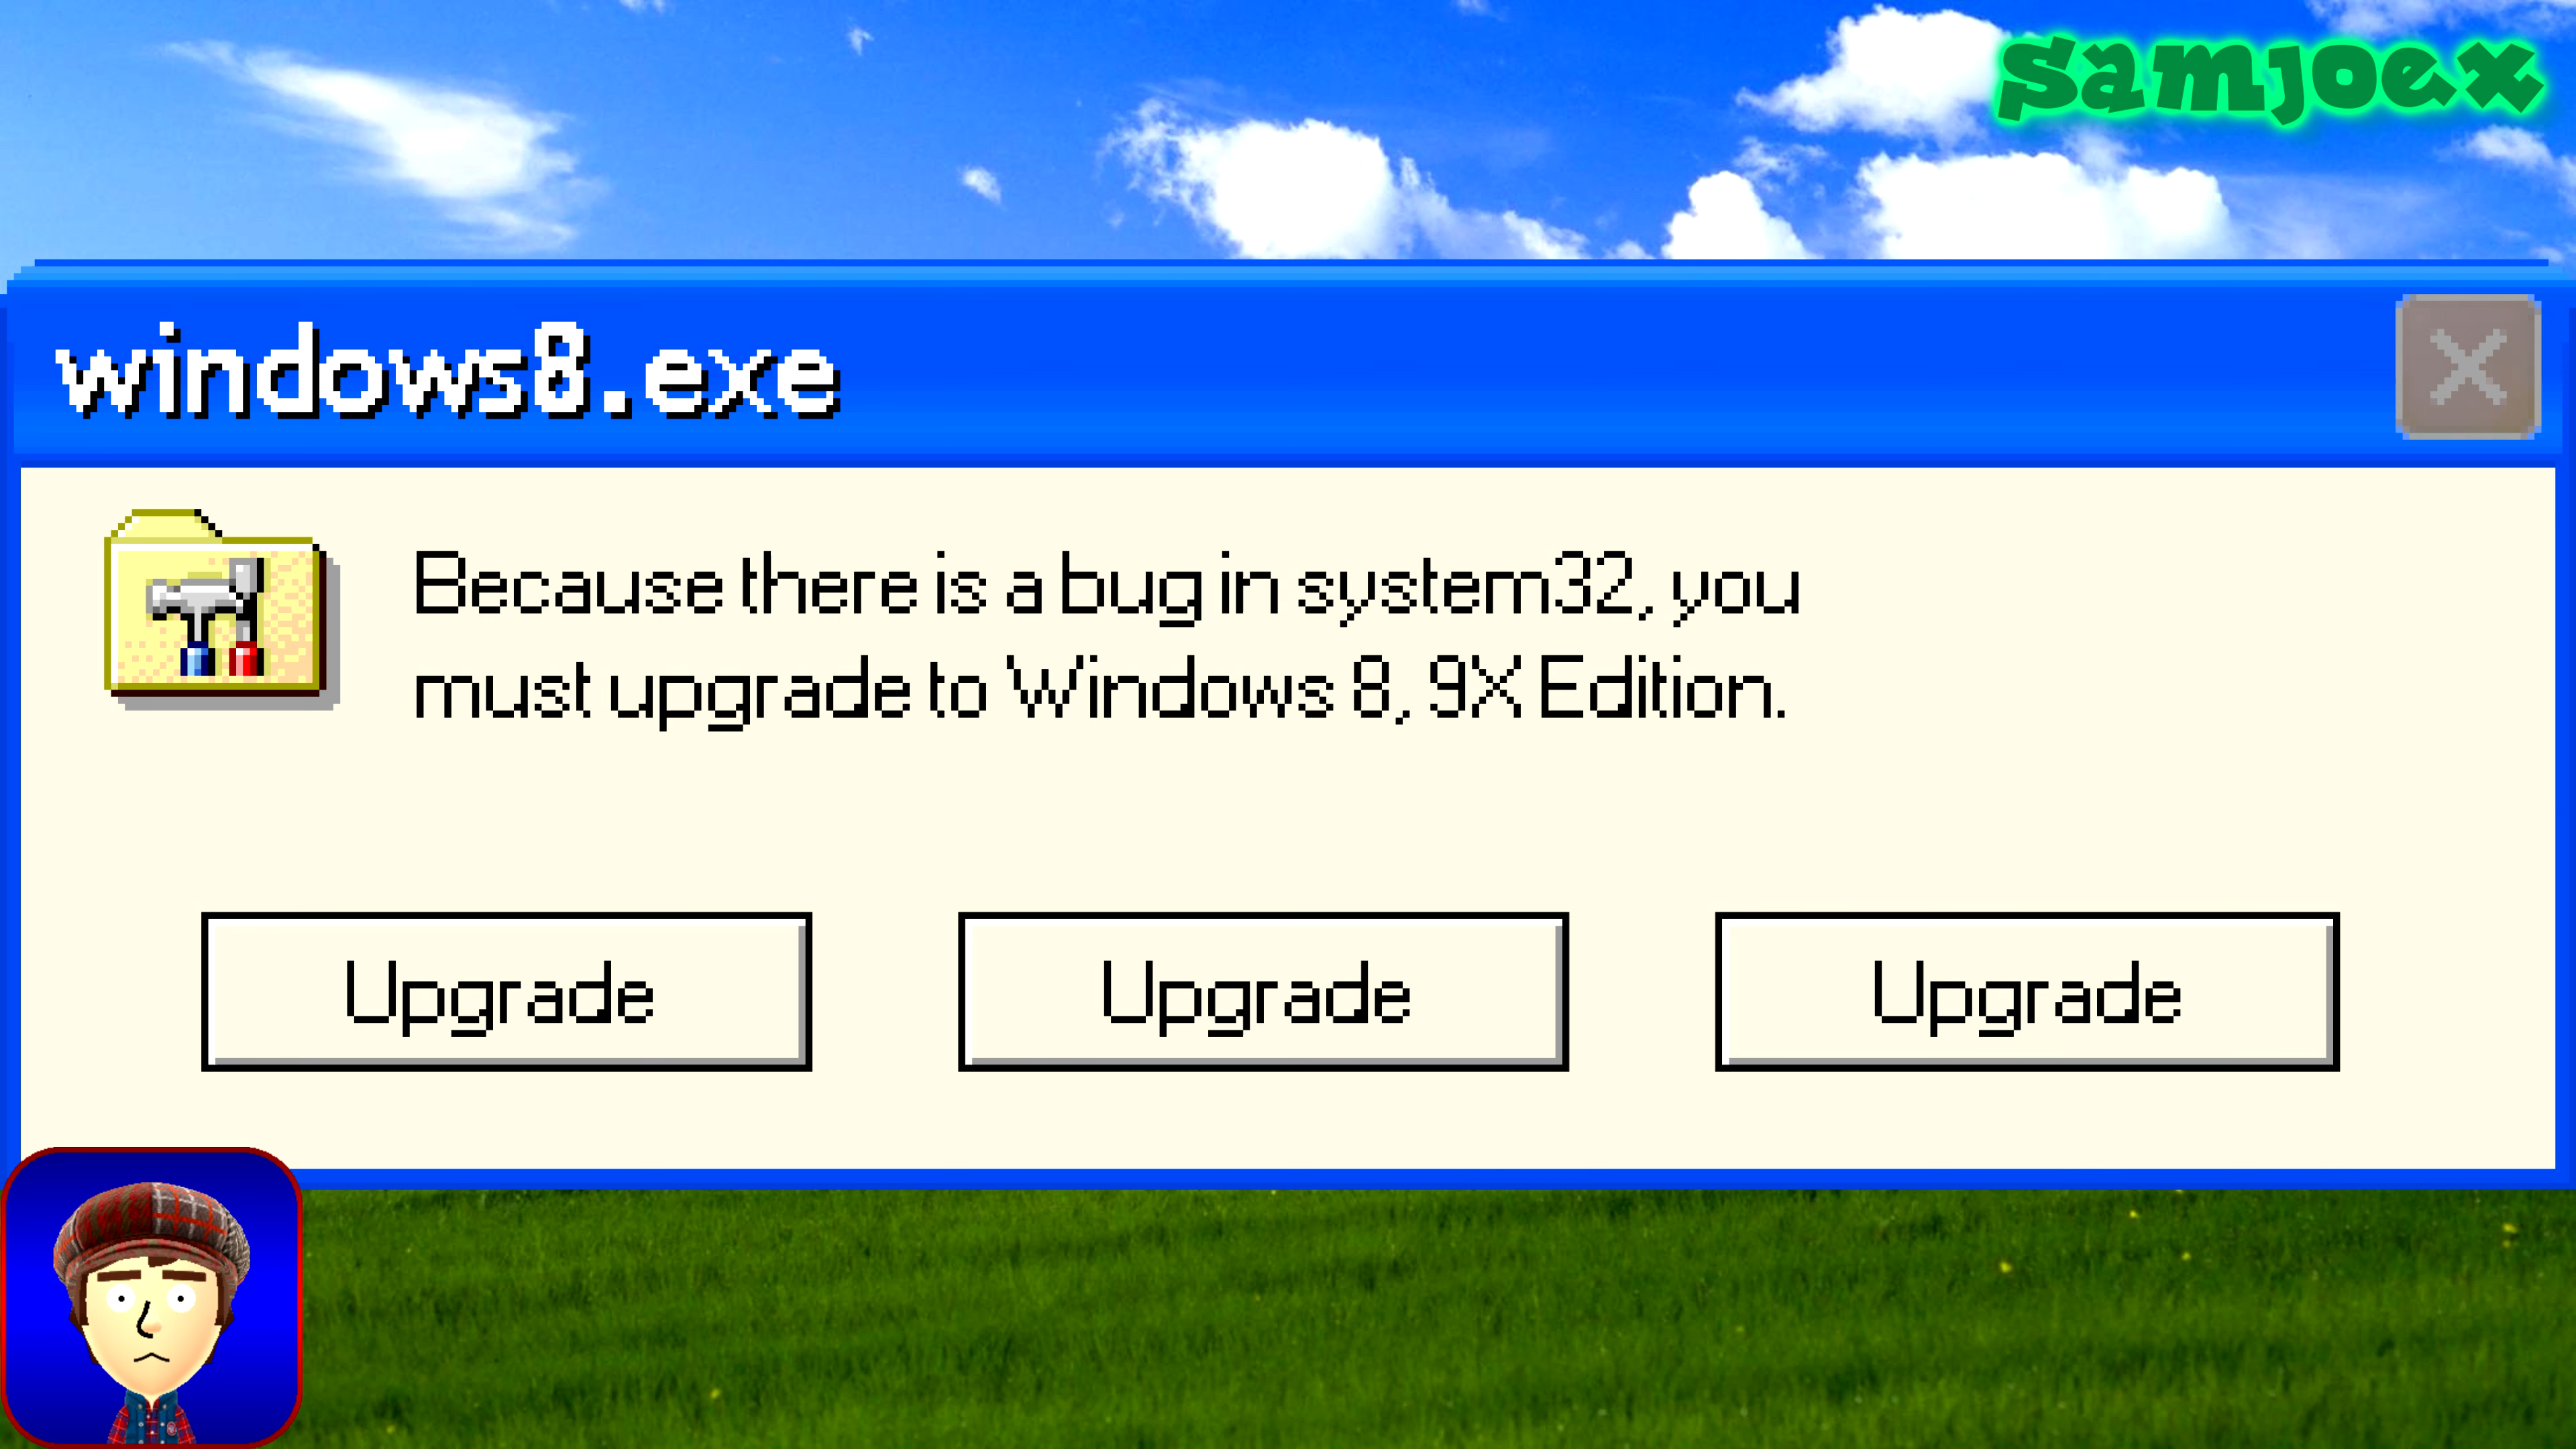 Samjoex
windows8.exe
Because there is a bug in system32, you
must upgrade to Windows 8, 9X Edition.
Upgrade
Upgrade
Upgrade